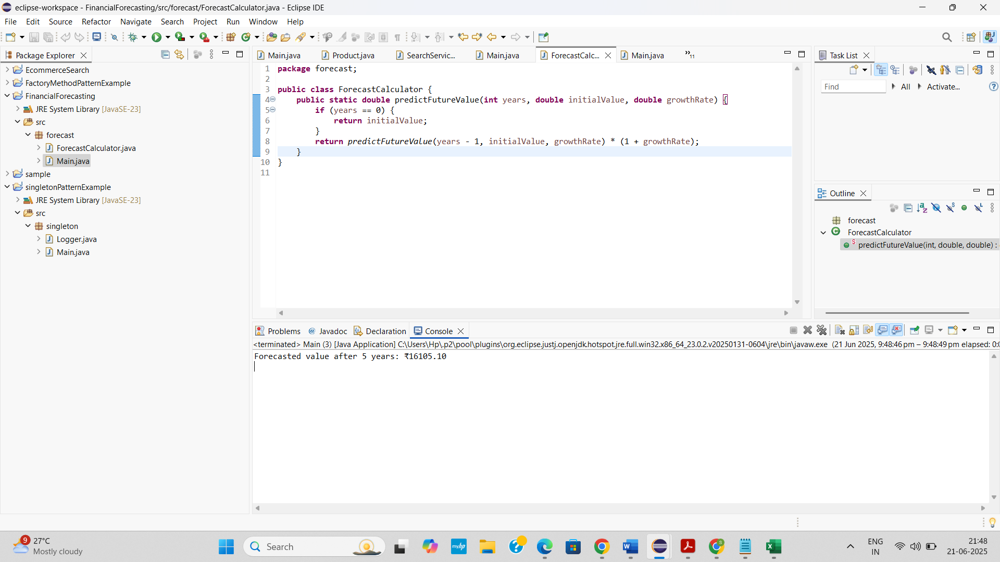 eclipse-workspace - FinancialForecasting/src/forecast/ForecastCalculator.java - Eclipse IDE
File Edit Source Refactor Navigate Search Project Run Window Help
Package Explorer
EcommerceSearch
FactoryMethodPatternExample
FinancialForecasting
JRE System Library [JavaSE-23]
src
forecast
ForecastCalculator.java
Main.java
sample
singletonPatternExample
JRE System Library [JavaSE-23]
src
singleton
Logger.java
Main.java
Main.java Product.java SearchServic... Main.java ForecastCalc... Main.java »11
1 package forecast;
2
3 public class ForecastCalculator {
4 public static double predictFutureValue(int years, double initialValue, double growthRate) {
5 if (years == 0) {
6 return initialValue;
7 }
8 return predictFutureValue(years - 1, initialValue, growthRate) * (1 + growthRate);
9 }
10 }
11
Task List
Find All Activate...
Outline
forecast
ForecastCalculator
predictFutureValue(int, double, double) :
Problems Javadoc Declaration Console
<terminated> Main (3) [Java Application] C:\Users\Hp\.p2\pool\plugins\org.eclipse.justj.openjdk.hotspot.jre.full.win32.x86_64_23.0.2.v20250131-0604\jre\bin\javaw.exe (21 Jun 2025, 9:48:46 pm – 9:48:49 pm elapsed: 0:0
Forecasted value after 5 years: ₹16105.10
9
27°C
Mostly cloudy
Search
myhp
ENG
IN
21:48
21-06-2025